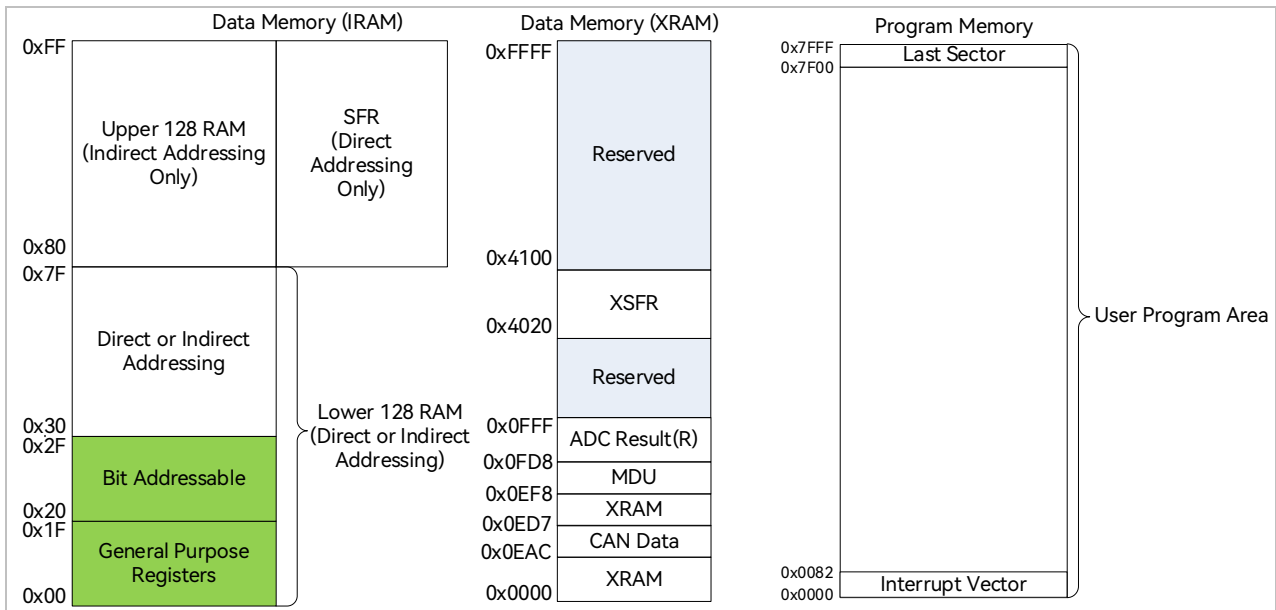 Data Memory (IRAM)
0xFF
Upper 128 RAM
(Indirect Addressing
Only)
SFR
(Direct
Addressing
Only)
0x80
0x7F
Direct or Indirect
Addressing
0x30
0x2F
Bit Addressable
0x20
0x1F
General Purpose
Registers
0x00
Lower 128 RAM
(Direct or Indirect
Addressing)
Data Memory (XRAM)
0xFFFF
Reserved
0x4100
XSFR
0x4020
Reserved
0x0FFF
ADC Result(R)
0x0FD8
MDU
0x0EF8
XRAM
0x0ED7
CAN Data
0x0EAC
XRAM
0x0000
Program Memory
0x7FFF
Last Sector
0x7F00
User Program Area
0x0082
Interrupt Vector
0x0000